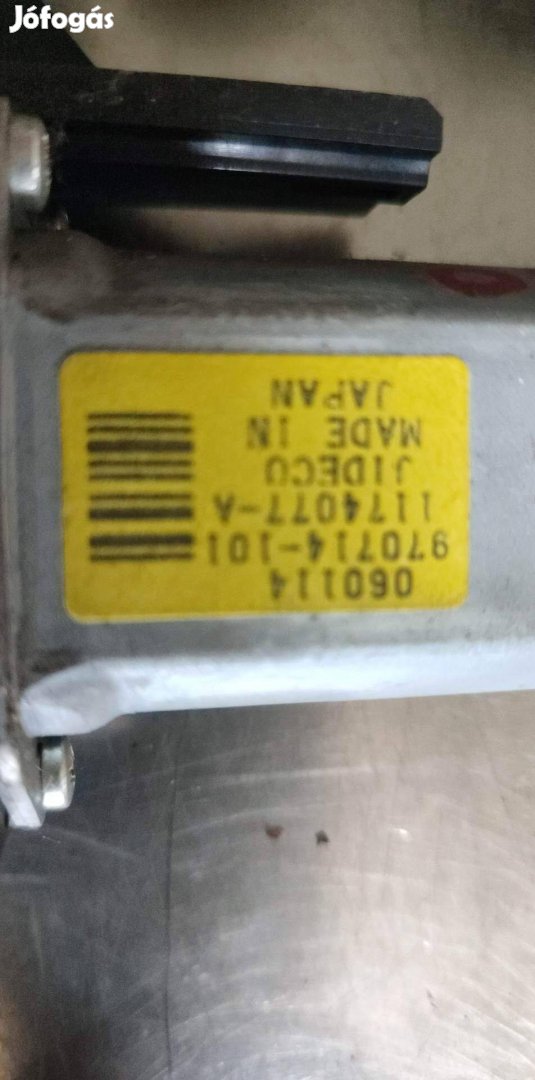 Jófogás
060114
970714-101
1174077-A
JIDECO
MADE IN
JAPAN